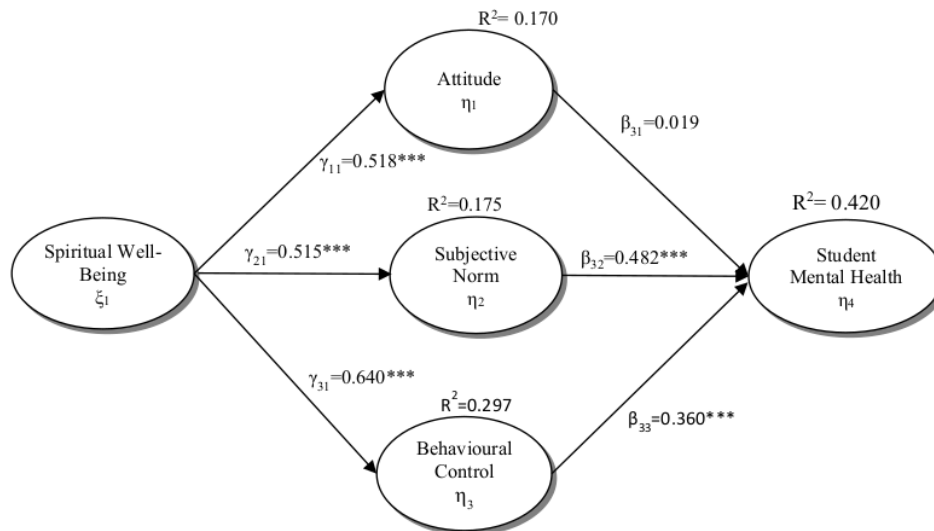 R²= 0.170
Attitude
η₁
β₃₁=0.019
γ₁₁=0.518***
R²=0.175
R²= 0.420
Spiritual Well-
Being
ξ₁
γ₂₁=0.515***
Subjective
Norm
η₂
β₃₂=0.482***
Student
Mental Health
η₄
γ₃₁=0.640***
R²=0.297
β₃₃=0.360***
Behavioural
Control
η₃